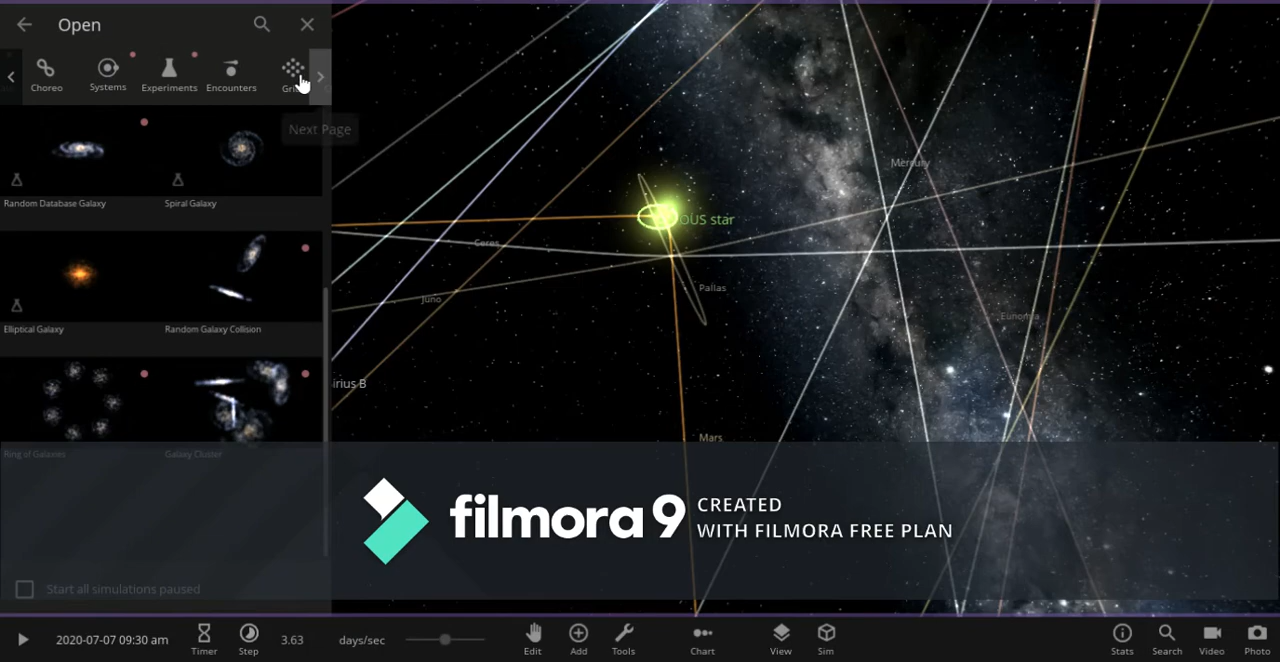 Open
Choreo
Systems
Experiments
Encounters
Next Page
Random Database Galaxy
Spiral Galaxy
Elliptical Galaxy
Random Galaxy Collision
Ring of Galaxies
Galaxy Cluster
Start all simulations paused
Mercury
OUS star
Ceres
Pallas
Juno
Eunomia
irius B
Mars
filmora 9
CREATED
WITH FILMORA FREE PLAN
2020-07-07 09:30 am
Timer
Step
3.63
days/sec
Edit
Add
Tools
Chart
View
Sim
Stats
Search
Video
Photo